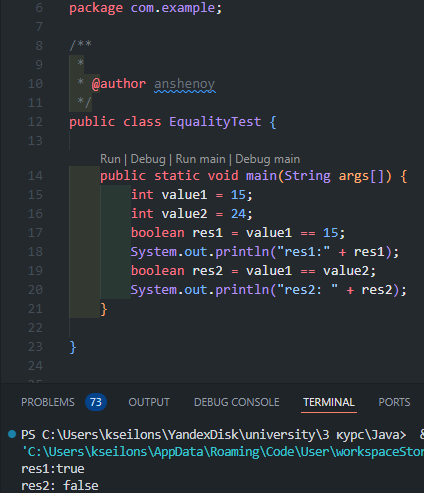 6 package com.example;
7
8 /**
9 *
10 * @author anshenoy
11 */
12 public class EqualityTest {
13
Run | Debug | Run main | Debug main
14 public static void main(String args[]) {
15 int value1 = 15;
16 int value2 = 24;
17 boolean res1 = value1 == 15;
18 System.out.println("res1:" + res1);
19 boolean res2 = value1 == value2;
20 System.out.println("res2: " + res2);
21 }
22
23 }
24
PROBLEMS 73 OUTPUT DEBUG CONSOLE TERMINAL PORTS
PS C:\Users\kseilons\YandexDisk\university\3 курс\Java> &
'C:\Users\kseilons\AppData\Roaming\Code\User\workspaceStor
res1:true
res2: false